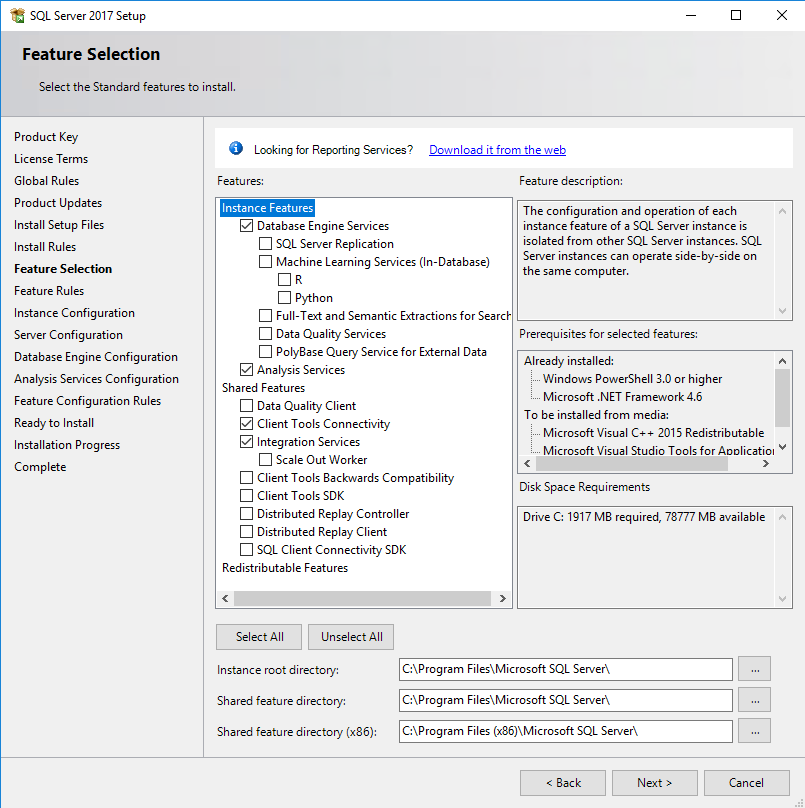 SQL Server 2017 Setup
Feature Selection
Select the Standard features to install.
Product Key
License Terms
Global Rules
Product Updates
Install Setup Files
Install Rules
Feature Selection
Feature Rules
Instance Configuration
Server Configuration
Database Engine Configuration
Analysis Services Configuration
Feature Configuration Rules
Ready to Install
Installation Progress
Complete
Looking for Reporting Services? Download it from the web
Features:
Instance Features
Database Engine Services
SQL Server Replication
Machine Learning Services (In-Database)
R
Python
Full-Text and Semantic Extractions for Search
Data Quality Services
PolyBase Query Service for External Data
Analysis Services
Shared Features
Data Quality Client
Client Tools Connectivity
Integration Services
Scale Out Worker
Client Tools Backwards Compatibility
Client Tools SDK
Distributed Replay Controller
Distributed Replay Client
SQL Client Connectivity SDK
Redistributable Features
Feature description:
The configuration and operation of each
instance feature of a SQL Server instance is
isolated from other SQL Server instances. SQL
Server instances can operate side-by-side on
the same computer.
Prerequisites for selected features:
Already installed:
Windows PowerShell 3.0 or higher
Microsoft .NET Framework 4.6
To be installed from media:
Microsoft Visual C++ 2015 Redistributable
Microsoft Visual Studio Tools for Application
Disk Space Requirements
Drive C: 1917 MB required, 78777 MB available
Select All
Unselect All
Instance root directory: C:\Program Files\Microsoft SQL Server\ ...
Shared feature directory: C:\Program Files\Microsoft SQL Server\ ...
Shared feature directory (x86): C:\Program Files (x86)\Microsoft SQL Server\ ...
< Back
Next >
Cancel